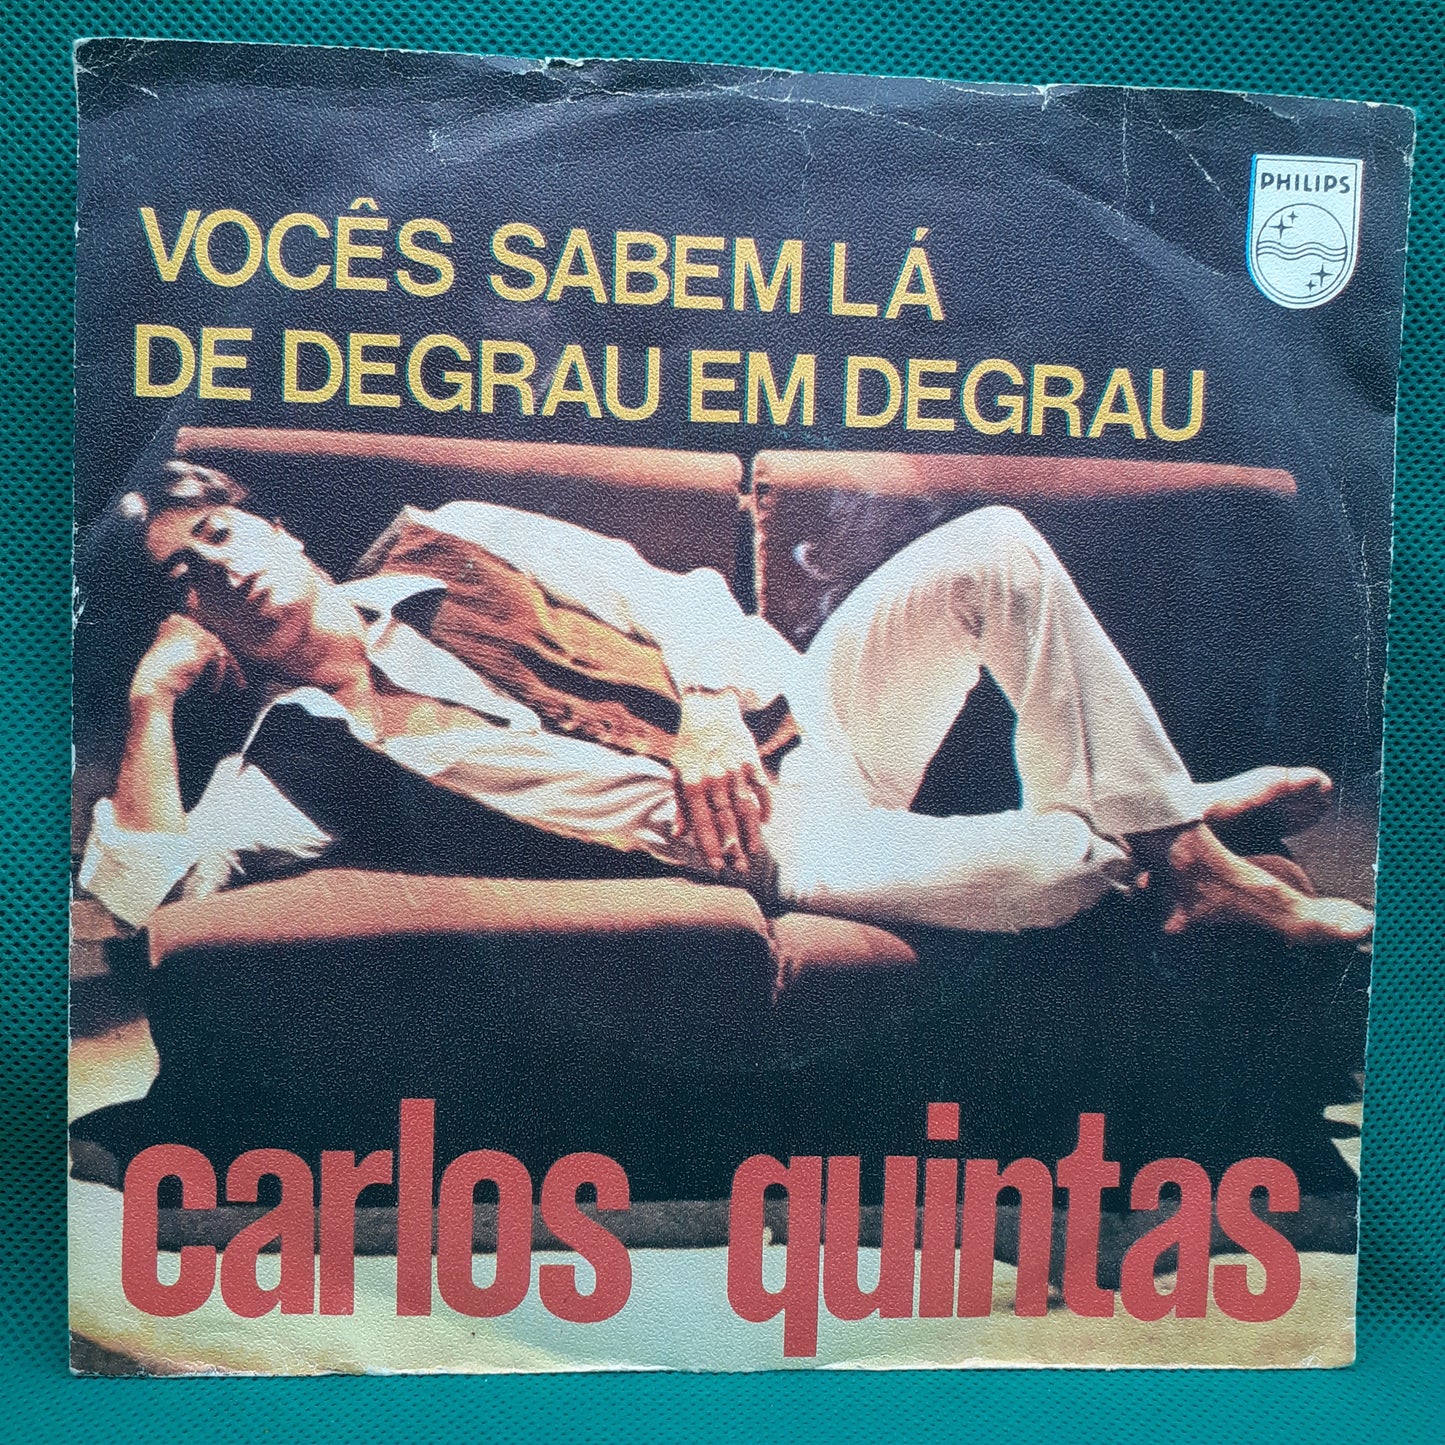 PHILIPS
VOCÊS SABEM LÁ
DE DEGRAU EM DEGRAU
carlos quintas